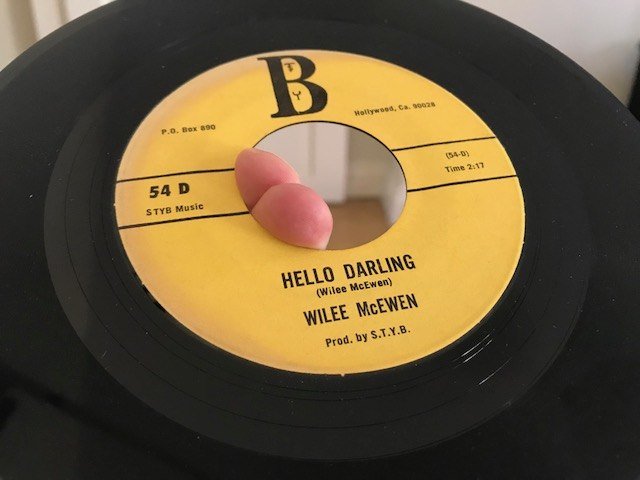 B
S T Y
P.O. Box 890
Hollywood, Ca. 90028
54 D
STYB Music
(54-D)
Time 2:17
HELLO DARLING
(Wilee McEwen)
WILEE McEWEN
Prod. by S.T.Y.B.